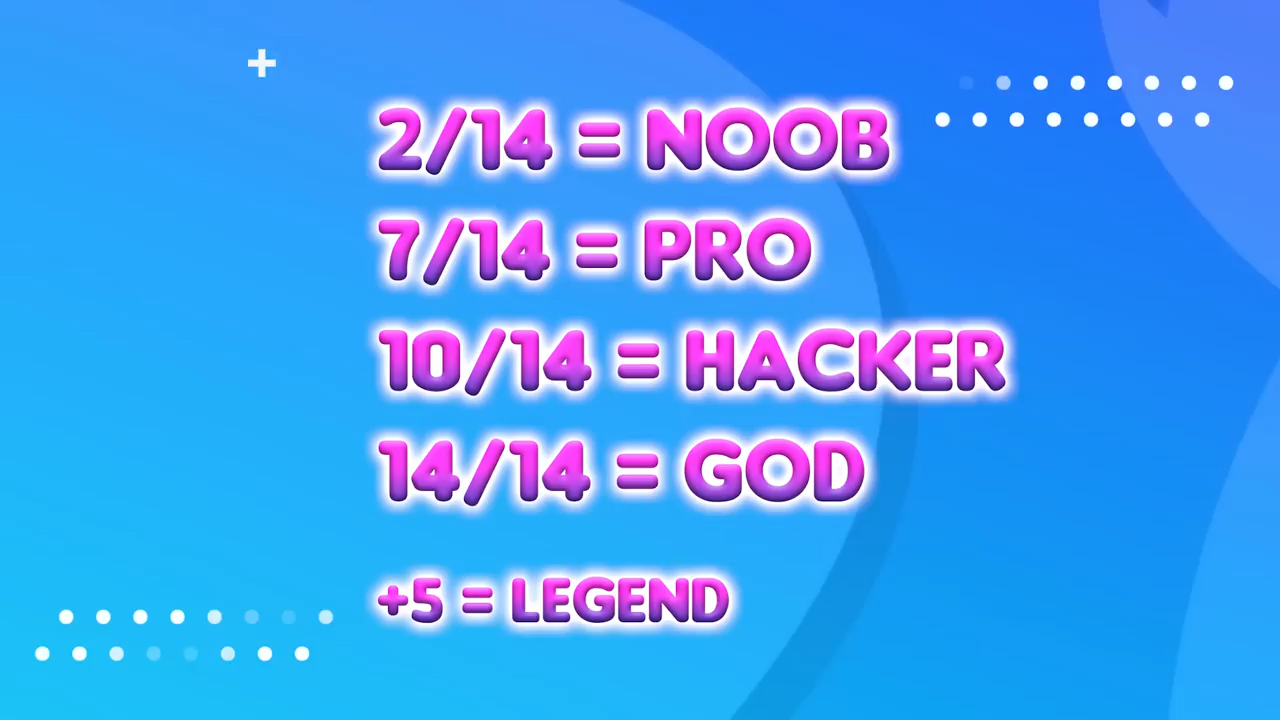 2/14 = NOOB
7/14 = PRO
10/14 = HACKER
14/14 = GOD
+5 = LEGEND